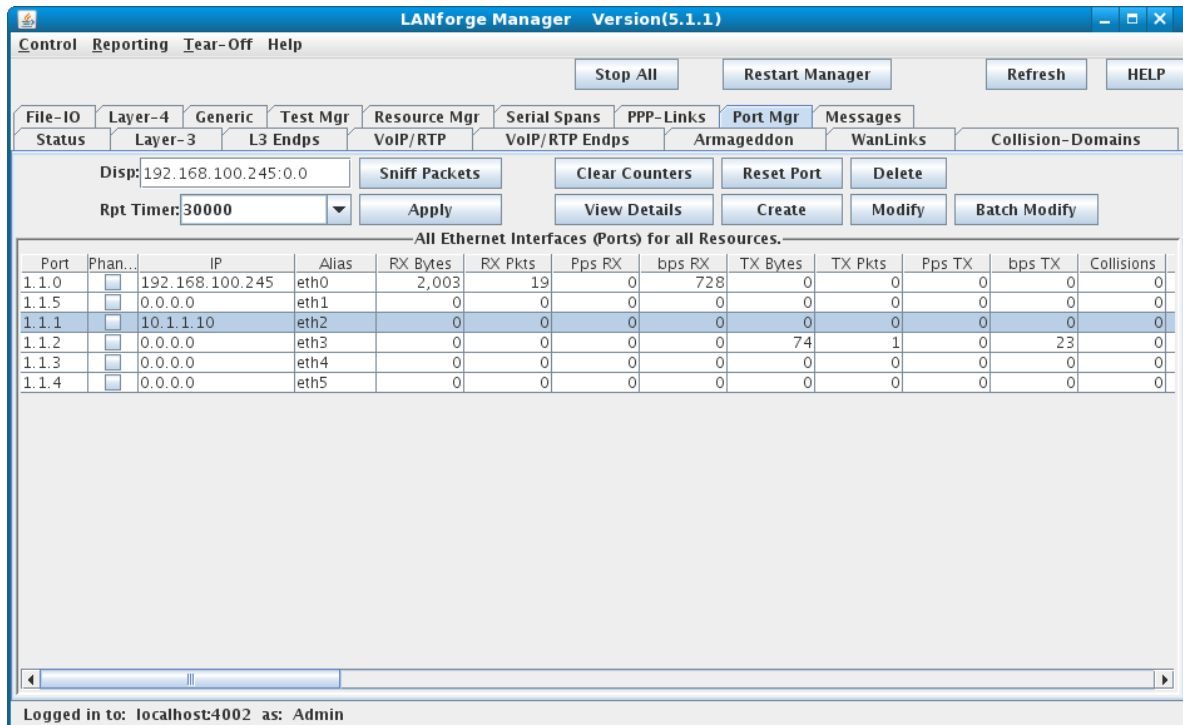 LANforge Manager Version(5.1.1)
Control Reporting Tear-Off Help
Stop All Restart Manager Refresh HELP
File-IO Layer-4 Generic Test Mgr Resource Mgr Serial Spans PPP-Links Port Mgr Messages
Status Layer-3 L3 Endps VoIP/RTP VoIP/RTP Endps Armageddon WanLinks Collision-Domains
Disp: 192.168.100.245:0.0 Sniff Packets Clear Counters Reset Port Delete
Rpt Timer: 30000 Apply View Details Create Modify Batch Modify
All Ethernet Interfaces (Ports) for all Resources.
Port Phan... IP Alias RX Bytes RX Pkts Pps RX bps RX TX Bytes TX Pkts Pps TX bps TX Collisions
1.1.0 192.168.100.245 eth0 2,003 19 0 728 0 0 0 0 0
1.1.5 0.0.0.0 eth1 0 0 0 0 0 0 0 0 0
1.1.1 10.1.1.10 eth2 0 0 0 0 0 0 0 0 0
1.1.2 0.0.0.0 eth3 0 0 0 0 74 1 0 23 0
1.1.3 0.0.0.0 eth4 0 0 0 0 0 0 0 0 0
1.1.4 0.0.0.0 eth5 0 0 0 0 0 0 0 0 0
Logged in to: localhost:4002 as: Admin